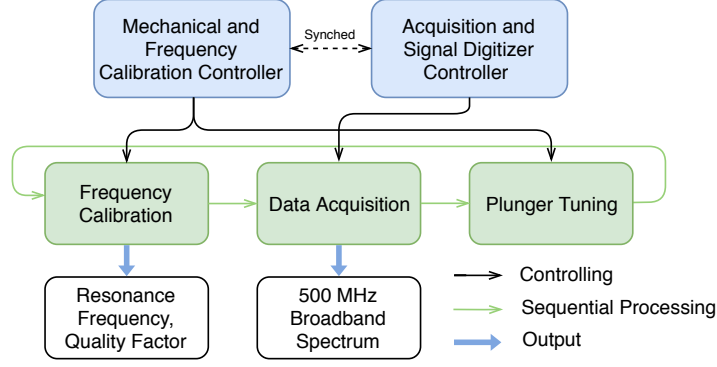 Mechanical and
Frequency
Calibration Controller
Synched
Acquisition and
Signal Digitizer
Controller
Frequency
Calibration
Data Acquisition
Plunger Tuning
Resonance
Frequency,
Quality Factor
500 MHz
Broadband
Spectrum
Controlling
Sequential Processing
Output